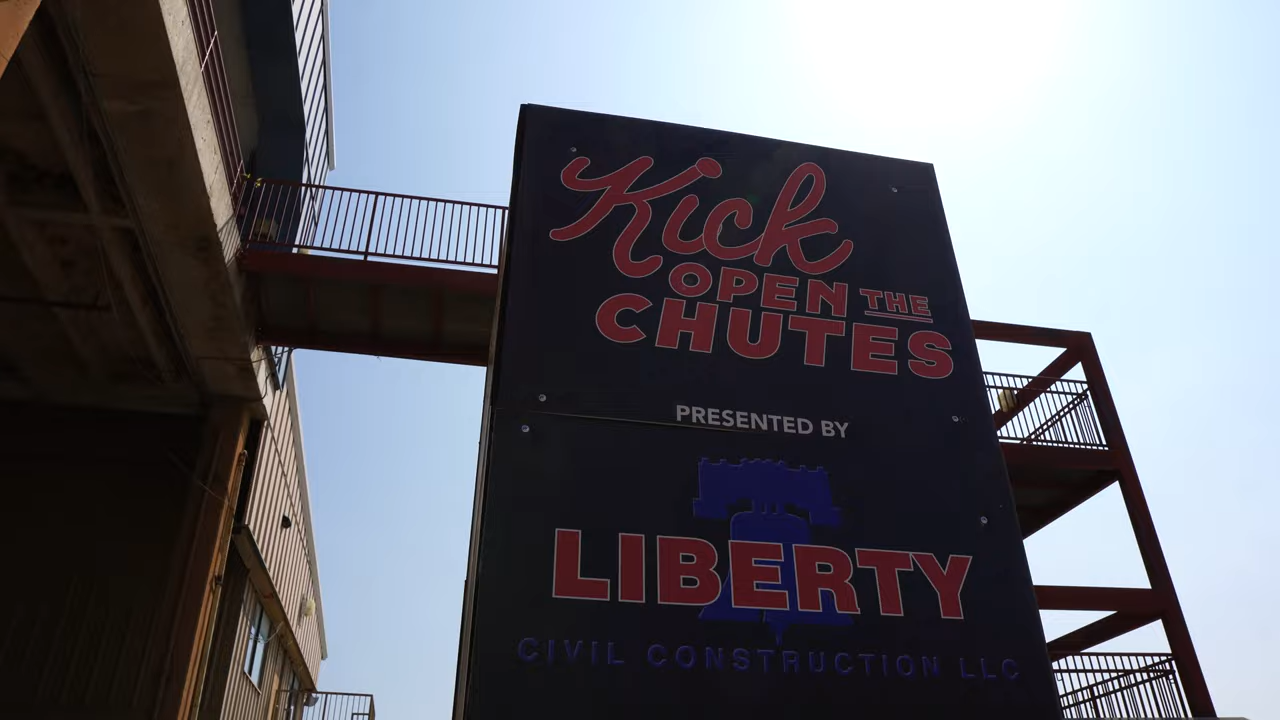 Kick
OPEN THE
CHUTES
PRESENTED BY
LIBERTY
CIVIL CONSTRUCTION LLC